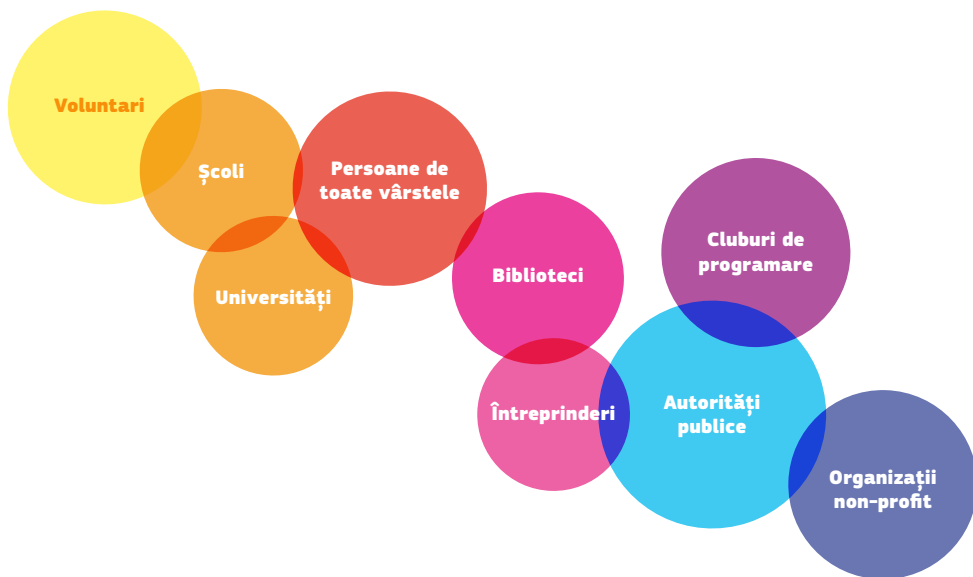 Voluntari
Școli
Persoane de
toate vârstele
Universități
Biblioteci
Cluburi de
programare
Întreprinderi
Autorități
publice
Organizații
non-profit